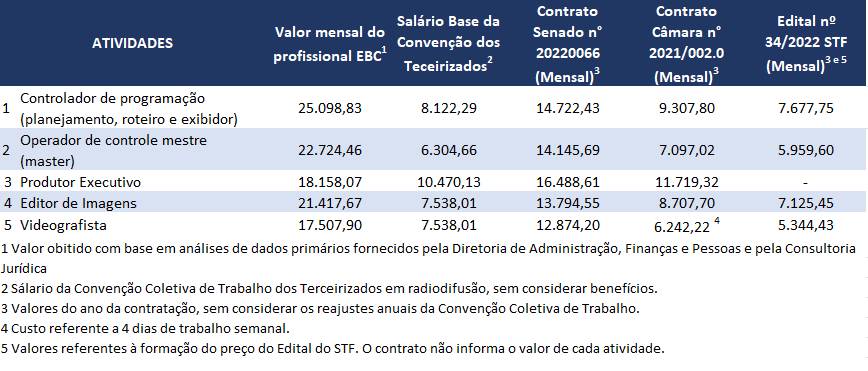 ATIVIDADES
Valor mensal do
profissional EBC1
Salário Base da
Convenção dos
Teceirizados2
Contrato
Senado n°
20220066
(Mensal)3
Contrato
Câmara n°
2021/002.0
(Mensal)3
Edital nº
34/2022 STF
(Mensal)3 e 5
1 Controlador de programação
(planejamento, roteiro e exibidor) 25.098,83 8.122,29 14.722,43 9.307,80 7.677,75
2 Operador de controle mestre
(master) 22.724,46 6.304,66 14.145,69 7.097,02 5.959,60
3 Produtor Executivo 18.158,07 10.470,13 16.488,61 11.719,32 -
4 Editor de Imagens 21.417,67 7.538,01 13.794,55 8.707,70 7.125,45
5 Videografista 17.507,90 7.538,01 12.874,20 6.242,22 4 5.344,43
1 Valor obitido com base em análises de dados primários fornecidos pela Diretoria de Administração, Finanças e Pessoas e pela Consultoria
Jurídica
2 Sálario da Convenção Coletiva de Trabalho dos Terceirizados em radiodifusão, sem considerar benefícios.
3 Valores do ano da contratação, sem considerar os reajustes anuais da Convenção Coletiva de Trabalho.
4 Custo referente a 4 dias de trabalho semanal.
5 Valores referentes à formação do preço do Edital do STF. O contrato não informa o valor de cada atividade.